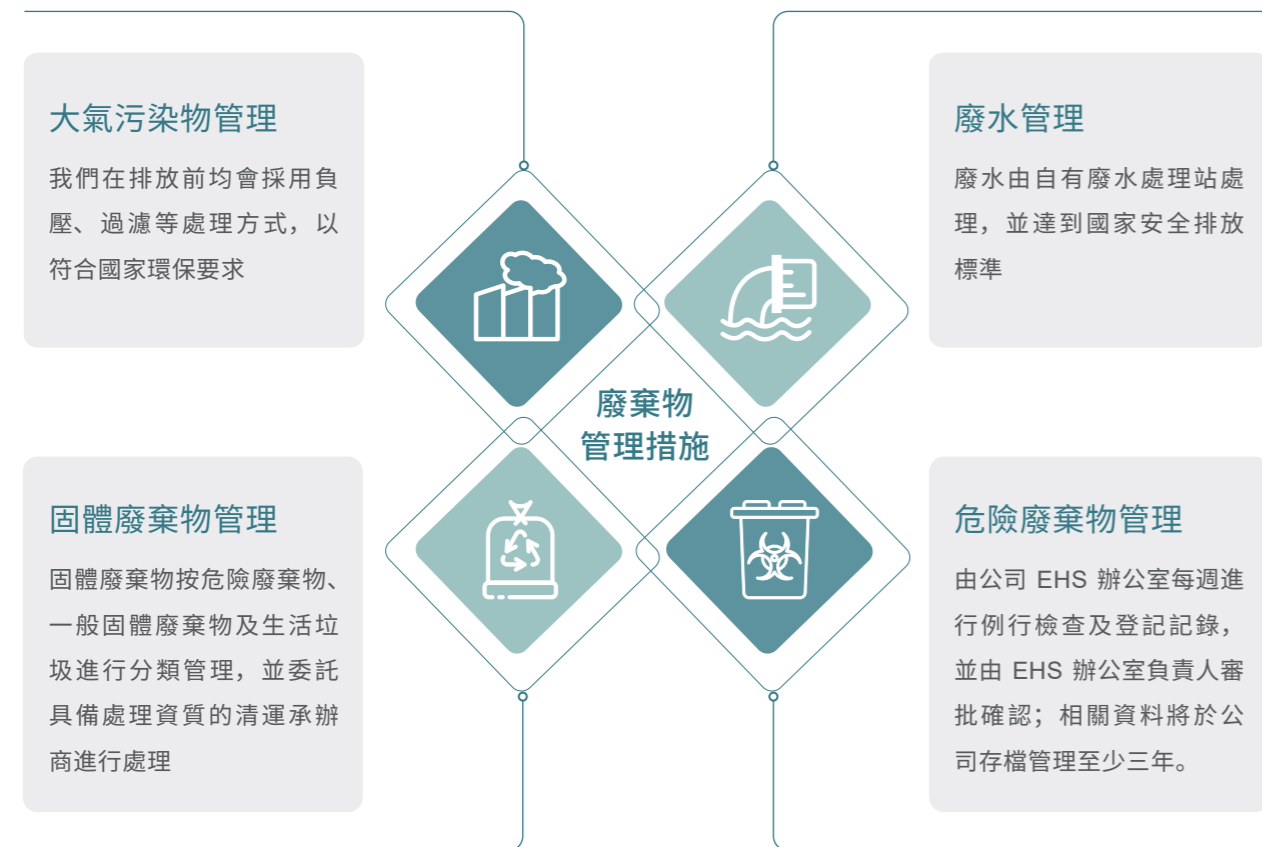 大氣污染物管理
我們在排放前均會採用負
壓、過濾等處理方式，以
符合國家環保要求
廢水管理
廢水由自有廢水處理站處
理，並達到國家安全排放
標準
廢棄物
管理措施
固體廢棄物管理
固體廢棄物按危險廢棄物、
一般固體廢棄物及生活垃
圾進行分類管理，並委託
具備處理資質的清運承辦
商進行處理
危險廢棄物管理
由公司 EHS 辦公室每週進
行例行檢查及登記記錄，
並由 EHS 辦公室負責人審
批確認；相關資料將於公
司存檔管理至少三年。